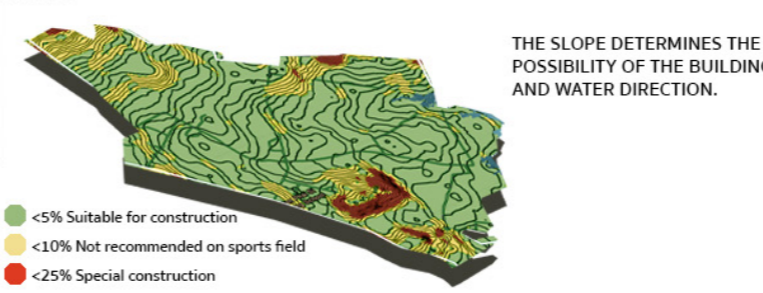 THE SLOPE DETERMINES THE
POSSIBILITY OF THE BUILDING
AND WATER DIRECTION.
<5% Suitable for construction
<10% Not recommended on sports field
<25% Special construction